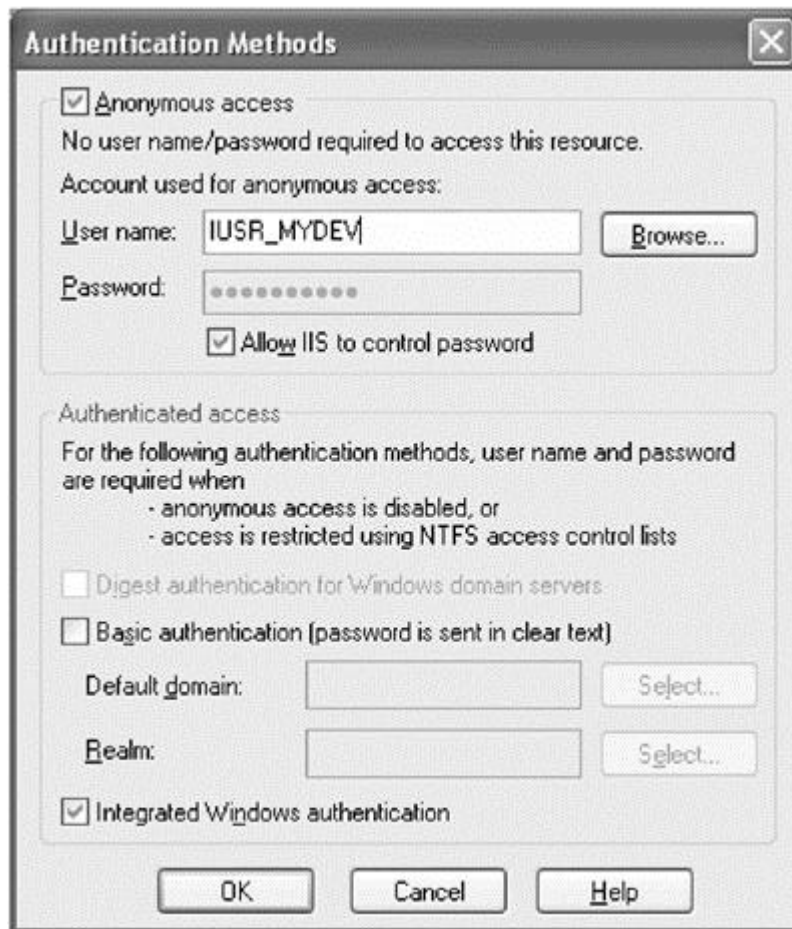 Authentication Methods
Anonymous access
No user name/password required to access this resource.
Account used for anonymous access:
User name: IUSR_MYDEV Browse...
Password: ••••••••••
Allow IIS to control password
Authenticated access
For the following authentication methods, user name and password
are required when
- anonymous access is disabled, or
- access is restricted using NTFS access control lists
Digest authentication for Windows domain servers
Basic authentication (password is sent in clear text)
Default domain: Select...
Realm: Select...
Integrated Windows authentication
OK Cancel Help